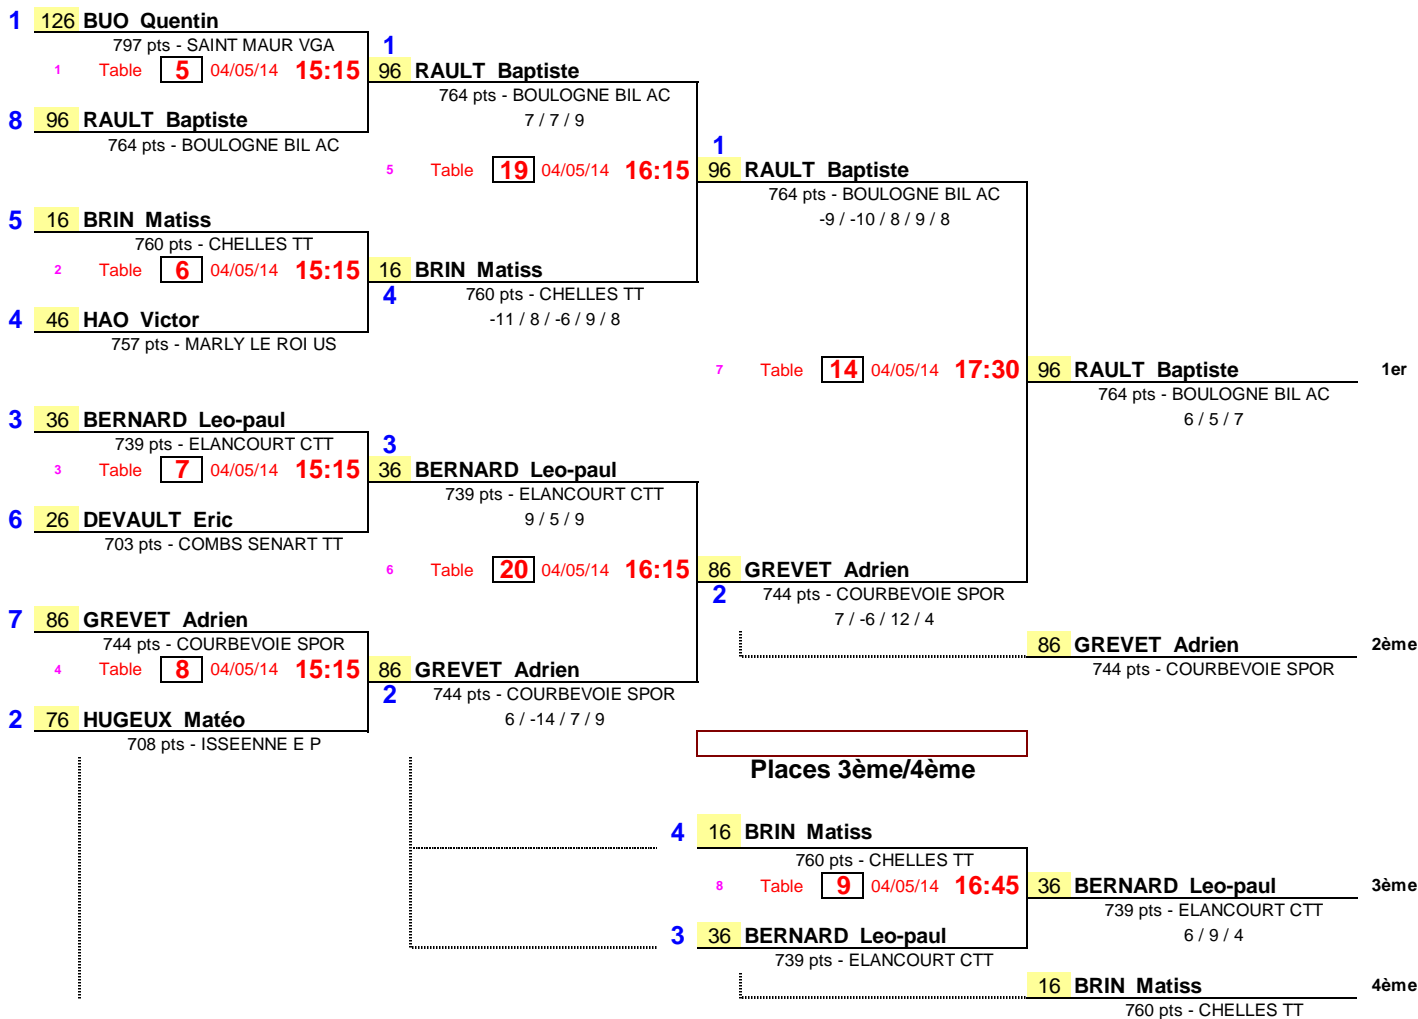 1 126 BUO Quentin
797 pts - SAINT MAUR VGA
1 Table 5 04/05/14 15:15
8 96 RAULT Baptiste
764 pts - BOULOGNE BIL AC
5 16 BRIN Matiss
760 pts - CHELLES TT
2 Table 6 04/05/14 15:15
4 46 HAO Victor
757 pts - MARLY LE ROI US
3 36 BERNARD Leo-paul
739 pts - ELANCOURT CTT
3 Table 7 04/05/14 15:15
6 26 DEVAULT Eric
703 pts - COMBS SENART TT
7 86 GREVET Adrien
744 pts - COURBEVOIE SPOR
4 Table 8 04/05/14 15:15
2 76 HUGEUX Matéo
708 pts - ISSEENNE E P
1
96 RAULT Baptiste
764 pts - BOULOGNE BIL AC
7 / 7 / 9
5 Table 19 04/05/14 16:15
16 BRIN Matiss
4
760 pts - CHELLES TT
-11 / 8 / -6 / 9 / 8
3
36 BERNARD Leo-paul
739 pts - ELANCOURT CTT
9 / 5 / 9
6 Table 20 04/05/14 16:15
86 GREVET Adrien
2
744 pts - COURBEVOIE SPOR
6 / -14 / 7 / 9
1
96 RAULT Baptiste
764 pts - BOULOGNE BIL AC
-9 / -10 / 8 / 9 / 8
7 Table 14 04/05/14 17:30
86 GREVET Adrien
2
744 pts - COURBEVOIE SPOR
7 / -6 / 12 / 4
96 RAULT Baptiste 1er
764 pts - BOULOGNE BIL AC
6 / 5 / 7
86 GREVET Adrien 2ème
744 pts - COURBEVOIE SPOR
Places 3ème/4ème
4 16 BRIN Matiss
760 pts - CHELLES TT
8 Table 9 04/05/14 16:45
3 36 BERNARD Leo-paul
739 pts - ELANCOURT CTT
36 BERNARD Leo-paul 3ème
739 pts - ELANCOURT CTT
6 / 9 / 4
16 BRIN Matiss 4ème
760 pts - CHELLES TT